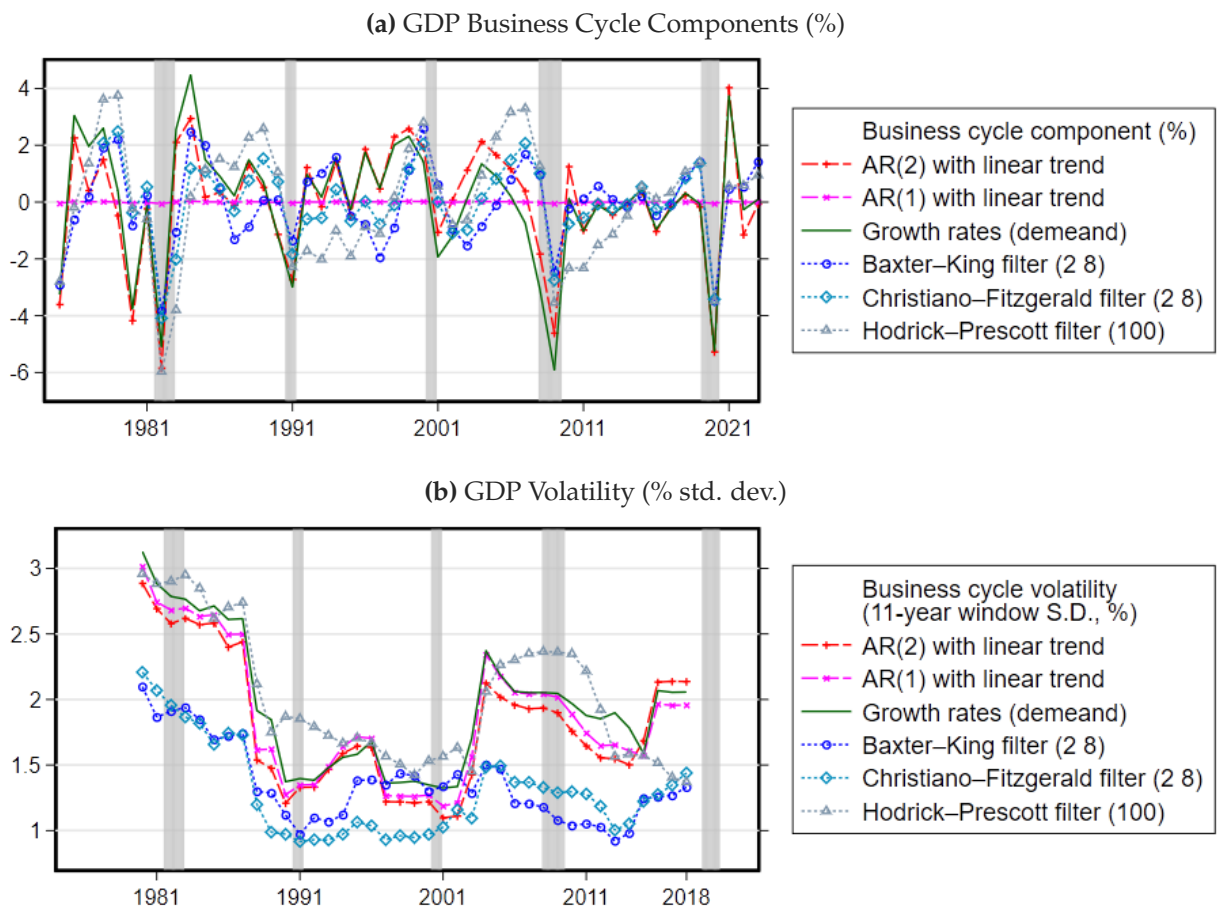 (a) GDP Business Cycle Components (%)
4
2
0
-2
-4
-6
1981
1991
2001
2011
2021
Business cycle component (%)
AR(2) with linear trend
AR(1) with linear trend
Growth rates (demeand)
Baxter–King filter (2 8)
Christiano–Fitzgerald filter (2 8)
Hodrick–Prescott filter (100)
(b) GDP Volatility (% std. dev.)
3
2.5
2
1.5
1
1981
1991
2001
2011
2018
Business cycle volatility
(11-year window S.D., %)
AR(2) with linear trend
AR(1) with linear trend
Growth rates (demeand)
Baxter–King filter (2 8)
Christiano–Fitzgerald filter (2 8)
Hodrick–Prescott filter (100)